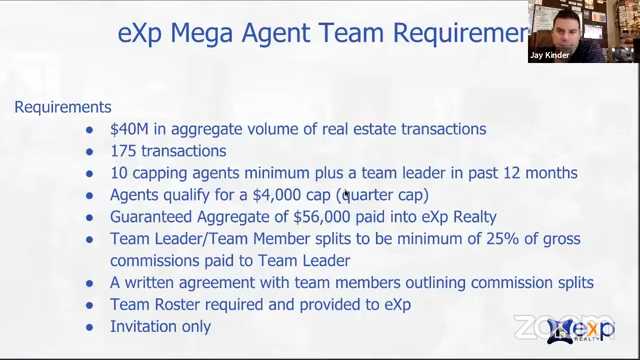 eXp Mega Agent Team Requiremen
Jay Kinder
Requirements
● $40M in aggregate volume of real estate transactions
● 175 transactions
● 10 capping agents minimum plus a team leader in past 12 months
● Agents qualify for a $4,000 cap (quarter cap)
● Guaranteed Aggregate of $56,000 paid into eXp Realty
● Team Leader/Team Member splits to be minimum of 25% of gross
commissions paid to Team Leader
● A written agreement with team members outlining commission splits
● Team Roster required and provided to eXp
● Invitation only
zoom
exp
REALTY